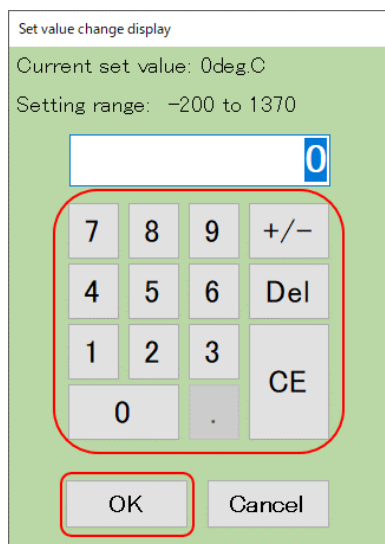 Set value change display
Current set value: 0deg.C
Setting range: -200 to 1370
0
7 8 9 +/-
4 5 6 Del
1 2 3
CE
0 .
OK Cancel